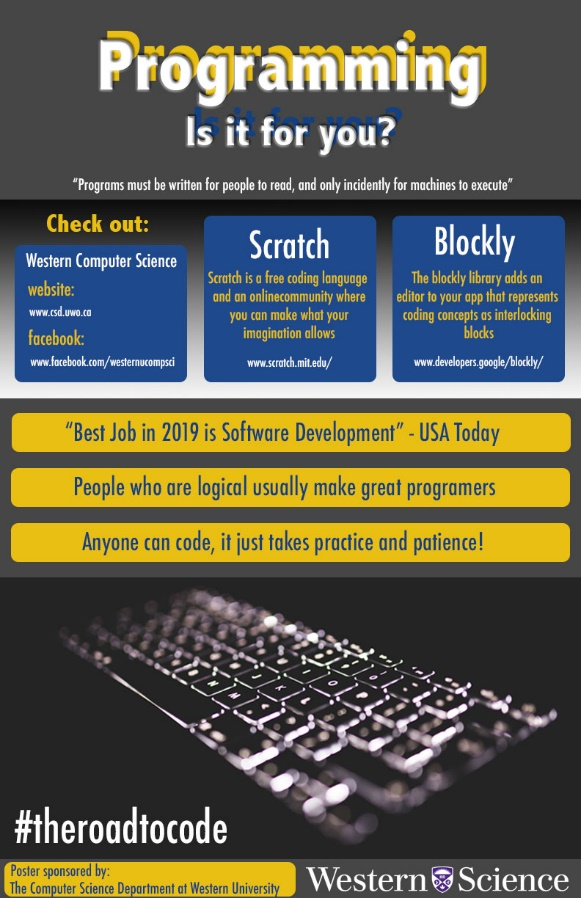 Programming
Is it for you?
“Programs must be written for people to read, and only incidently for machines to execute”
Check out:
Western Computer Science
website:
www.csd.uwo.ca
facebook:
www.facebook.com/westernucompsci
Scratch
Scratch is a free coding language
and an onlinecommunity where
you can make what your
imagination allows
www.scratch.mit.edu/
Blockly
The blockly library adds an
editor to your app that represents
coding concepts as interlocking
blocks
www.developers.google/blockly/
“Best Job in 2019 is Software Development” - USA Today
People who are logical usually make great programers
Anyone can code, it just takes practice and patience!
#theroadtocode
Poster sponsored by:
The Computer Science Department at Western University
Western Science